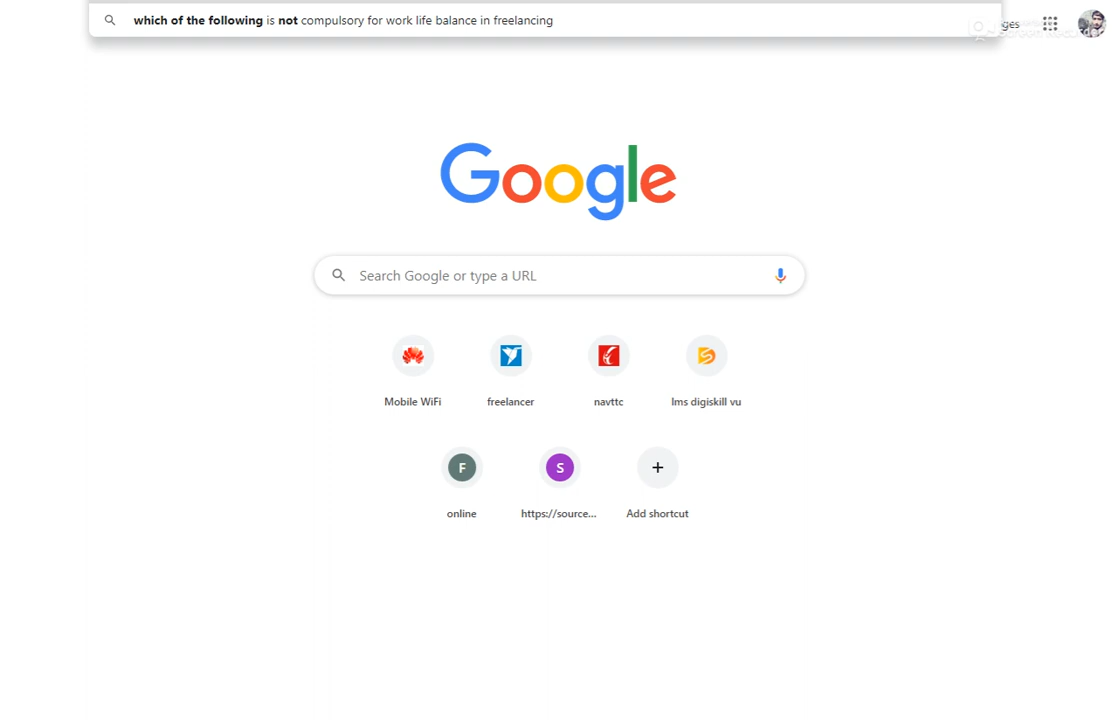 which of the following is not compulsory for work life balance in freelancing
ges
Google
Search Google or type a URL
Mobile WiFi
freelancer
navttc
lms digiskill vu
F
S
online
https://source...
Add shortcut